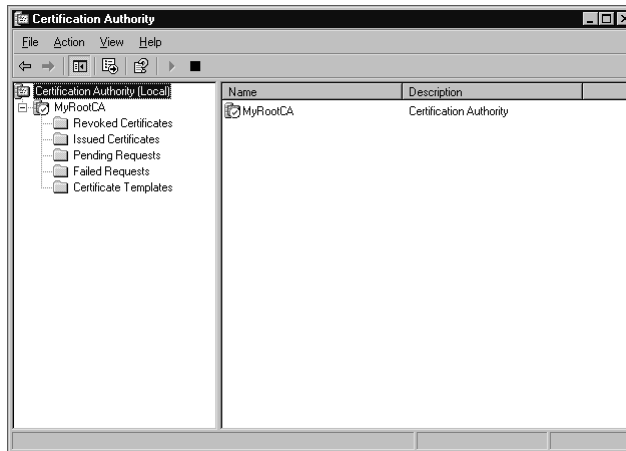 Certification Authority
File Action View Help
Certification Authority (Local)
MyRootCA
Revoked Certificates
Issued Certificates
Pending Requests
Failed Requests
Certificate Templates
Name Description
MyRootCA Certification Authority